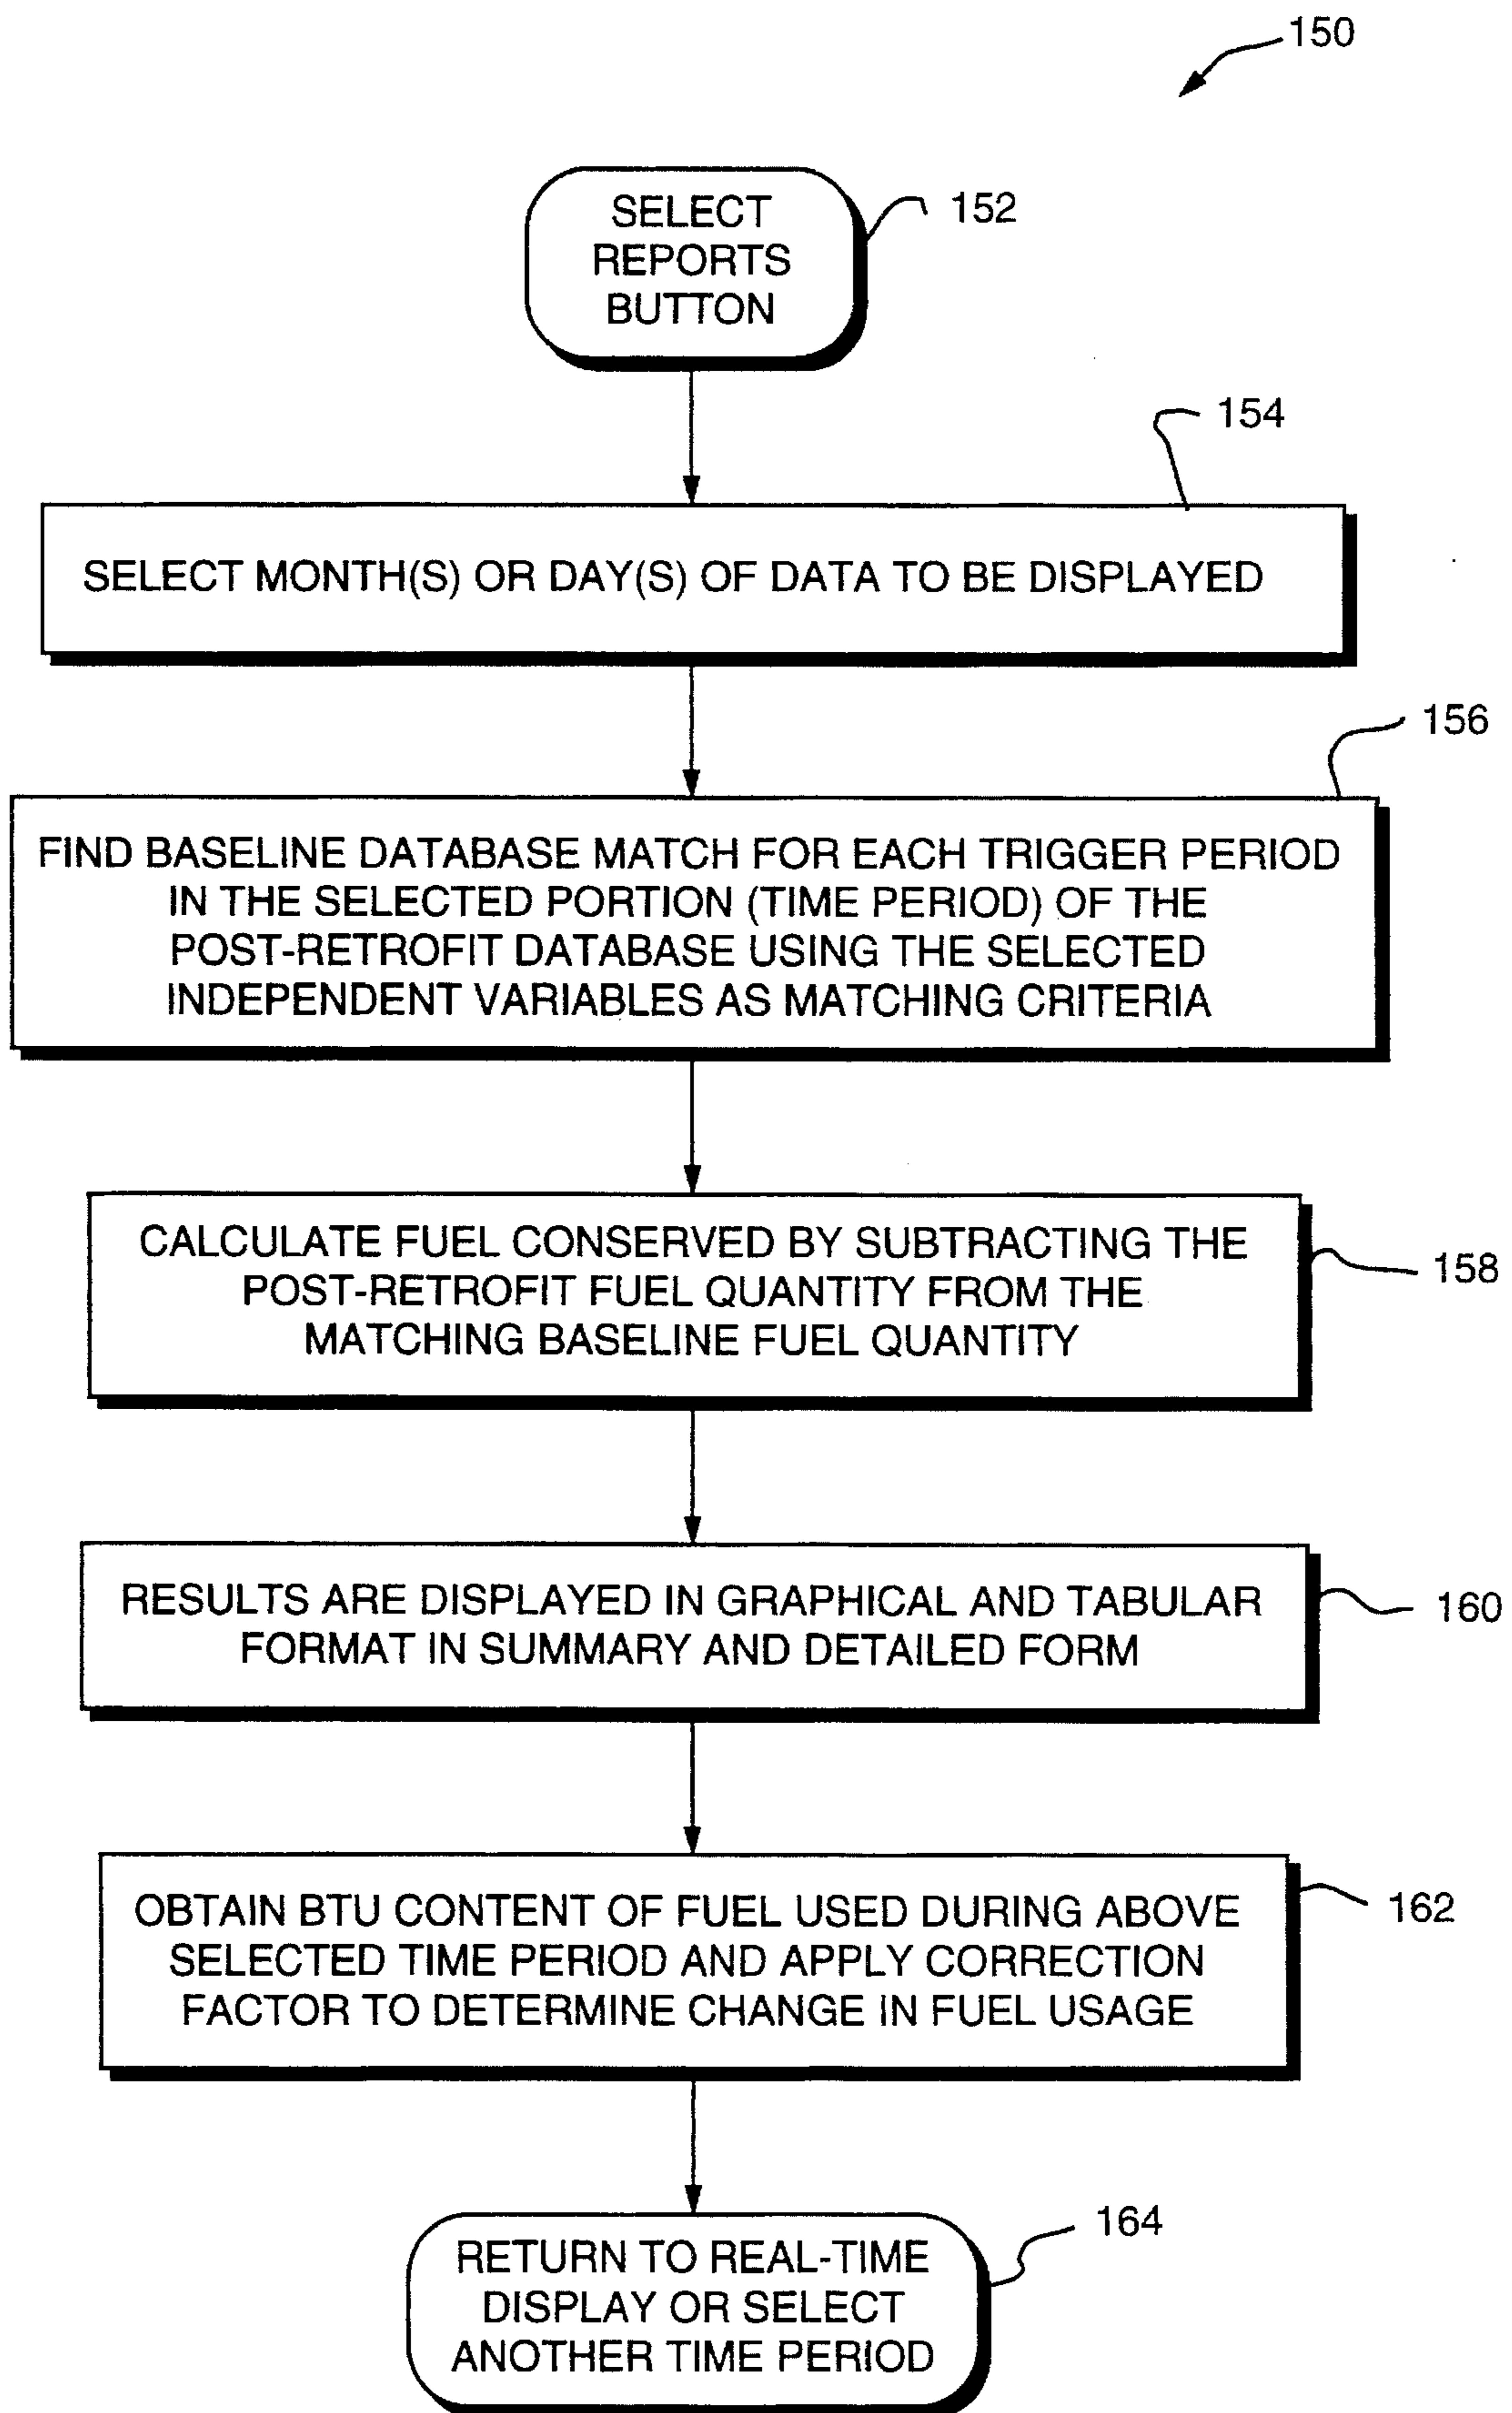 150
SELECT
REPORTS
BUTTON
152
154
SELECT MONTH(S) OR DAY(S) OF DATA TO BE DISPLAYED
156
FIND BASELINE DATABASE MATCH FOR EACH TRIGGER PERIOD
IN THE SELECTED PORTION (TIME PERIOD) OF THE
POST-RETROFIT DATABASE USING THE SELECTED
INDEPENDENT VARIABLES AS MATCHING CRITERIA
CALCULATE FUEL CONSERVED BY SUBTRACTING THE
POST-RETROFIT FUEL QUANTITY FROM THE
MATCHING BASELINE FUEL QUANTITY
158
RESULTS ARE DISPLAYED IN GRAPHICAL AND TABULAR
FORMAT IN SUMMARY AND DETAILED FORM
160
OBTAIN BTU CONTENT OF FUEL USED DURING ABOVE
SELECTED TIME PERIOD AND APPLY CORRECTION
FACTOR TO DETERMINE CHANGE IN FUEL USAGE
162
164
RETURN TO REAL-TIME
DISPLAY OR SELECT
ANOTHER TIME PERIOD